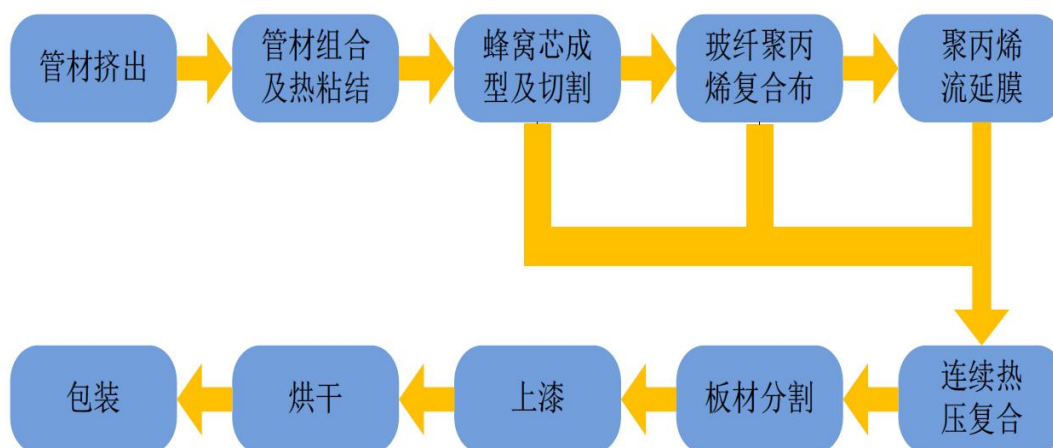 管材挤出
管材组合
及热粘结
蜂窝芯成
型及切割
玻纤聚丙
烯复合布
聚丙烯
流延膜
连续热
压复合
板材分割
上漆
烘干
包装